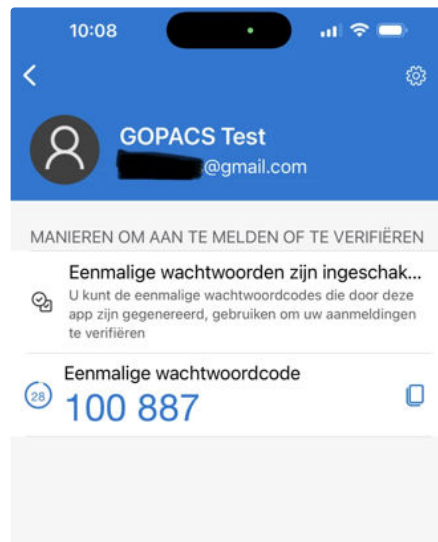 10:08
GOPACS Test
@gmail.com
MANIEREN OM AAN TE MELDEN OF TE VERIFIËREN
Eenmalige wachtwoorden zijn ingeschak...
U kunt de eenmalige wachtwoordcodes die door deze
app zijn gegenereerd, gebruiken om uw aanmeldingen
te verifiëren
Eenmalige wachtwoordcode
28
100 887